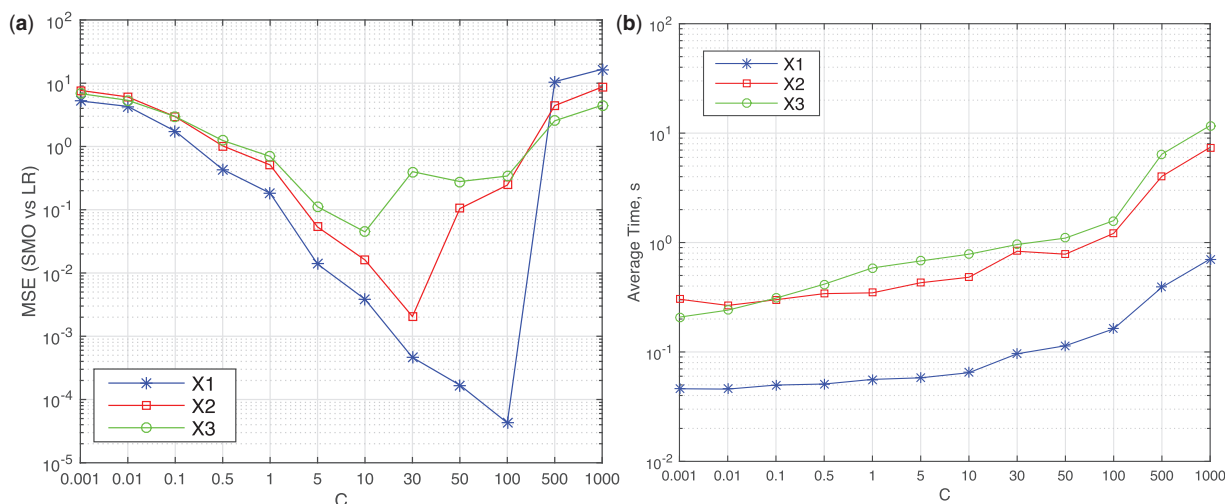 (a)
MSE (SMO vs LR)
10^2
10^1
10^0
10^-1
10^-2
10^-3
10^-4
10^-5
X1
X2
X3
0.001 0.01 0.1 0.5 1 5 10 30 50 100 500 1000
C
(b)
Average Time, s
10^2
10^1
10^0
10^-1
10^-2
X1
X2
X3
0.001 0.01 0.1 0.5 1 5 10 30 50 100 500 1000
C